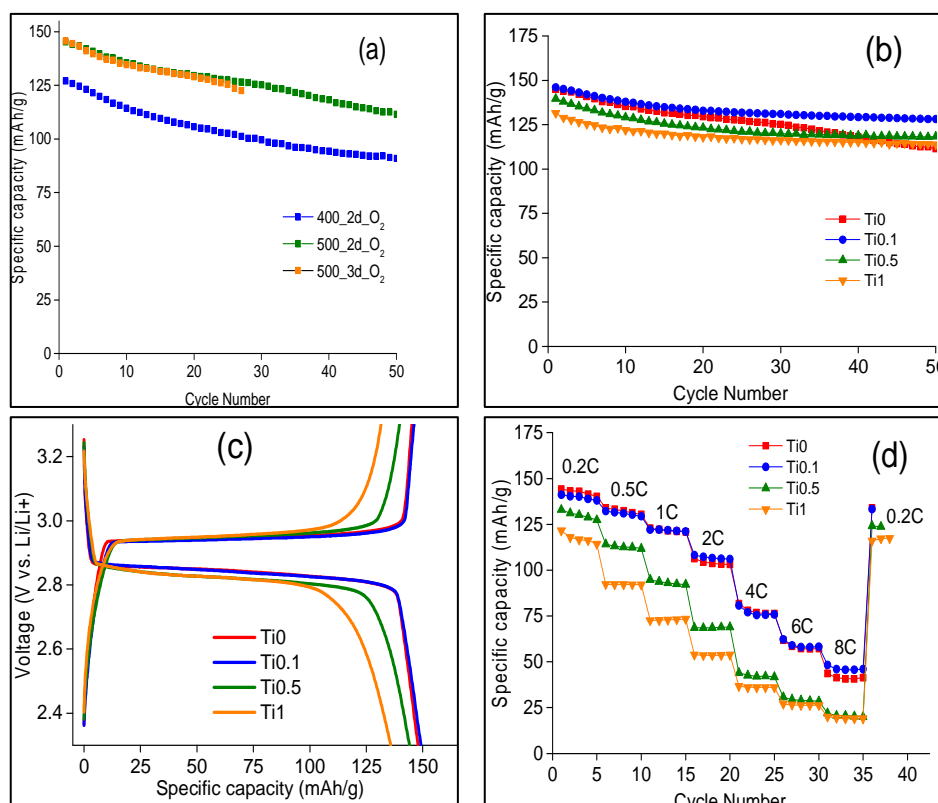 (a)
Specific capacity (mAh/g)
150
125
100
75
50
25
0
400_2d_O2
500_2d_O2
500_3d_O2
0 10 20 30 40 50
Cycle Number
(b)
Specific capacity (mAh/g)
175
150
125
100
75
50
25
0
Ti0
Ti0.1
Ti0.5
Ti1
0 10 20 30 40 50
Cycle Number
(c)
Voltage (V vs. Li/Li+)
3.2
3.0
2.8
2.6
2.4
Ti0
Ti0.1
Ti0.5
Ti1
0 25 50 75 100 125 150
Specific capacity (mAh/g)
(d)
Specific capacity (mAh/g)
175
150
125
100
75
50
25
0
Ti0
Ti0.1
Ti0.5
Ti1
0.2C
0.5C
1C
2C
4C
6C
8C
0.2C
0 5 10 15 20 25 30 35 40
Cycle Number